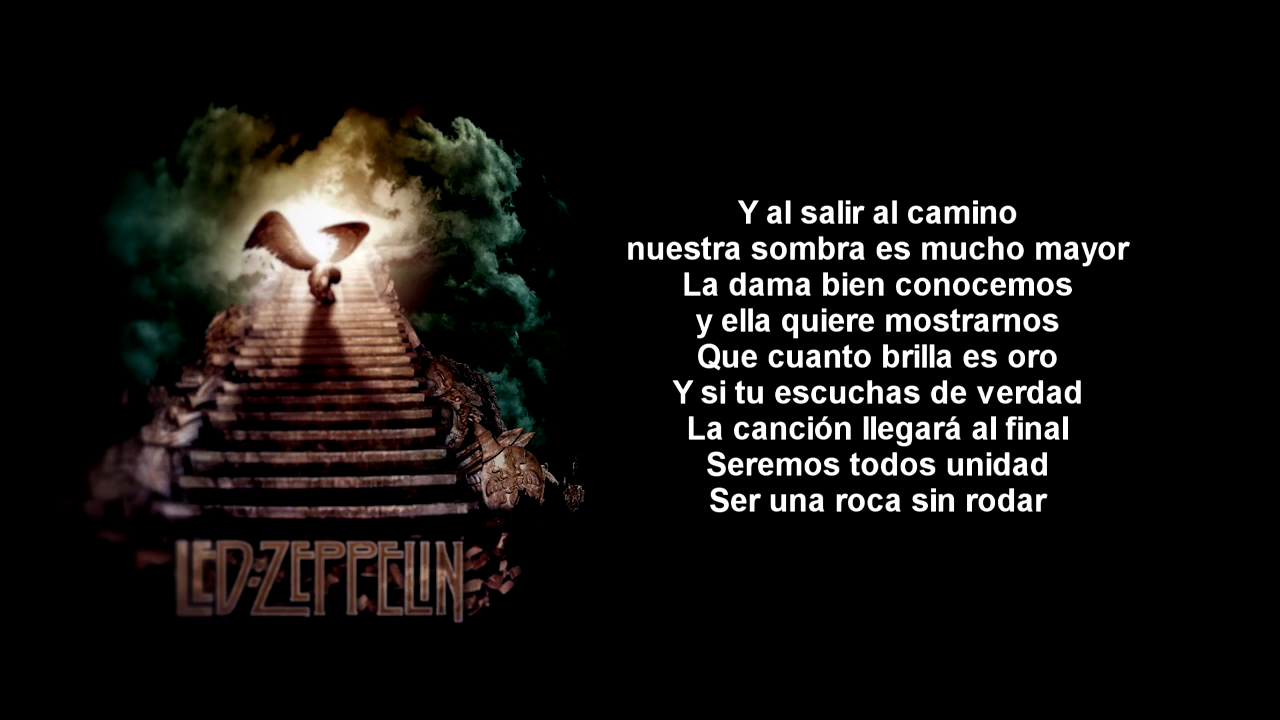 Y al salir al camino
nuestra sombra es mucho mayor
La dama bien conocemos
y ella quiere mostrarnos
Que cuanto brilla es oro
Y si tu escuchas de verdad
La canción llegará al final
Seremos todos unidad
Ser una roca sin rodar
LED-ZEPPELIN